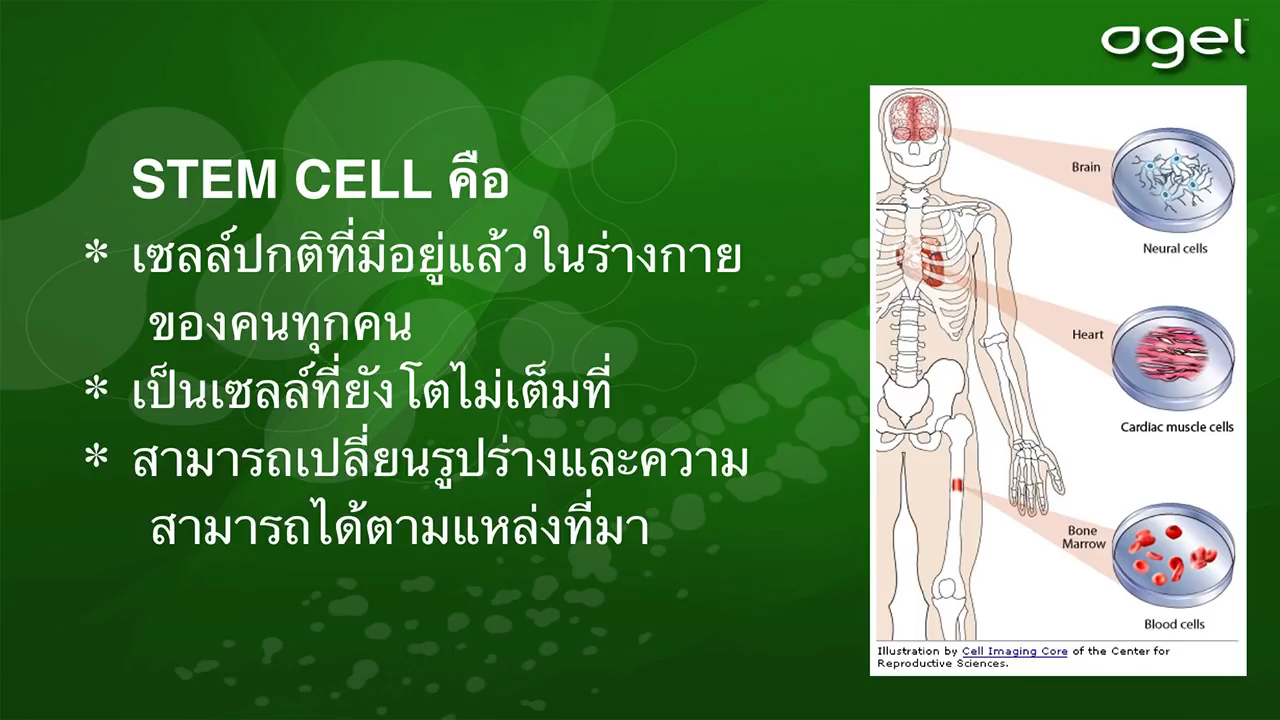 agel™
STEM CELL คือ
* เซลล์ปกติที่มีอยู่แล้วในร่างกาย
ของคนทุกคน
* เป็นเซลล์ที่ยังโตไม่เต็มที่
* สามารถเปลี่ยนรูปร่างและความ
สามารถได้ตามแหล่งที่มา
Brain
Neural cells
Heart
Cardiac muscle cells
Bone
Marrow
Blood cells
Illustration by Cell Imaging Core of the Center for
Reproductive Sciences.